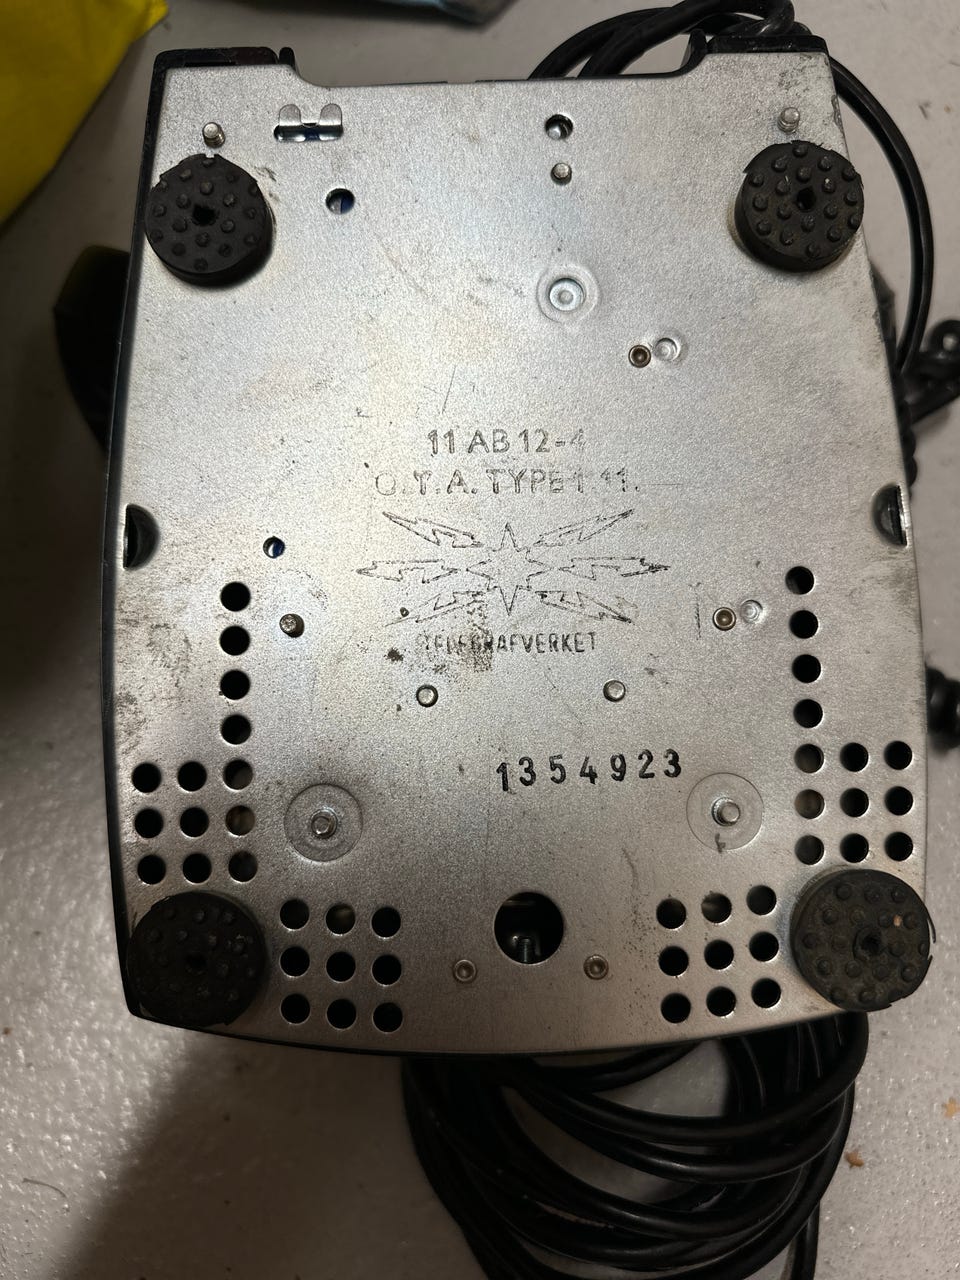 11 AB 12-4
O.T.A. TYPE 1.11.
TELEGRAFVERKET
1354923